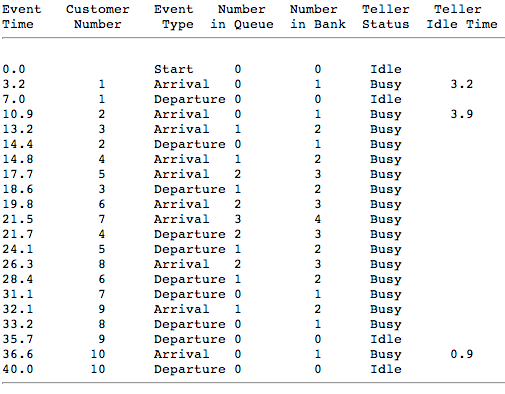 Event Customer Event Number Number Teller Teller
Time Number Type in Queue in Bank Status Idle Time
0.0 Start 0 0 Idle
3.2 1 Arrival 0 1 Busy 3.2
7.0 1 Departure 0 0 Idle
10.9 2 Arrival 0 1 Busy 3.9
13.2 3 Arrival 1 2 Busy
14.4 2 Departure 0 1 Busy
14.8 4 Arrival 1 2 Busy
17.7 5 Arrival 2 3 Busy
18.6 3 Departure 1 2 Busy
19.8 6 Arrival 2 3 Busy
21.5 7 Arrival 3 4 Busy
21.7 4 Departure 2 3 Busy
24.1 5 Departure 1 2 Busy
26.3 8 Arrival 2 3 Busy
28.4 6 Departure 1 2 Busy
31.1 7 Departure 0 1 Busy
32.1 9 Arrival 1 2 Busy
33.2 8 Departure 0 1 Busy
35.7 9 Departure 0 0 Idle
36.6 10 Arrival 0 1 Busy 0.9
40.0 10 Departure 0 0 Idle